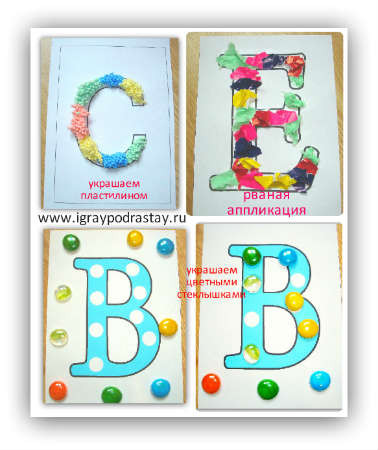 С
Е
украшаем
пластилином
рваная
аппликация
www.igraypodrastay.ru
В
В
украшаем
цветными
стеклышками